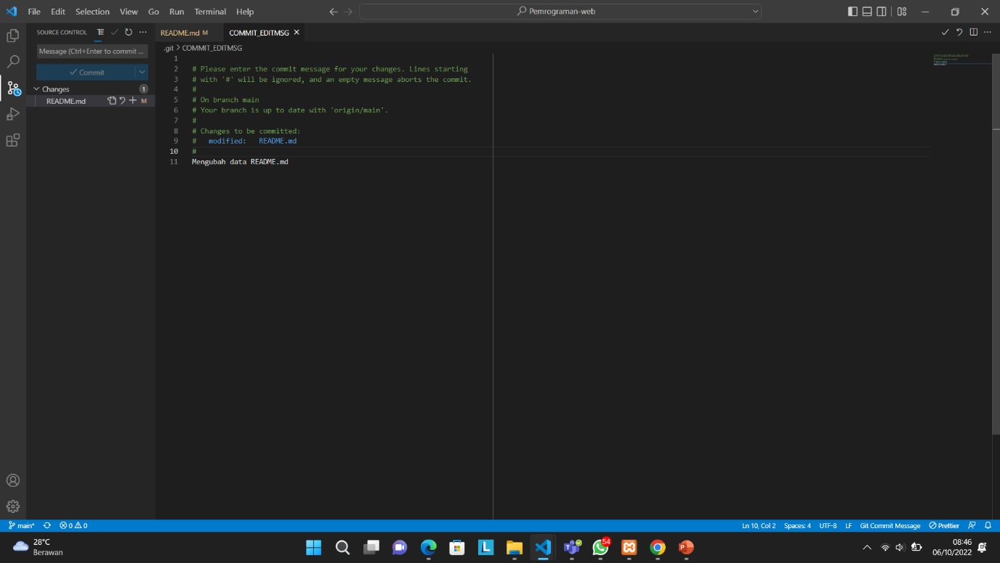 File Edit Selection View Go Run Terminal Help
Pemrograman-web
SOURCE CONTROL
README.md M
COMMIT_EDITMSG
Message (Ctrl+Enter to commit ...
.git > COMMIT_EDITMSG
Commit
Changes 1
README.md M
1
2 # Please enter the commit message for your changes. Lines starting
3 # with '#' will be ignored, and an empty message aborts the commit.
4 #
5 # On branch main
6 # Your branch is up to date with 'origin/main'.
7 #
8 # Changes to be committed:
9 # modified: README.md
10 #
11 Mengubah data README.md
main* 0 0
Ln 10, Col 2 Spaces: 4 UTF-8 LF Git Commit Message Prettier
28°C
Berawan
L
54
08:46
06/10/2022